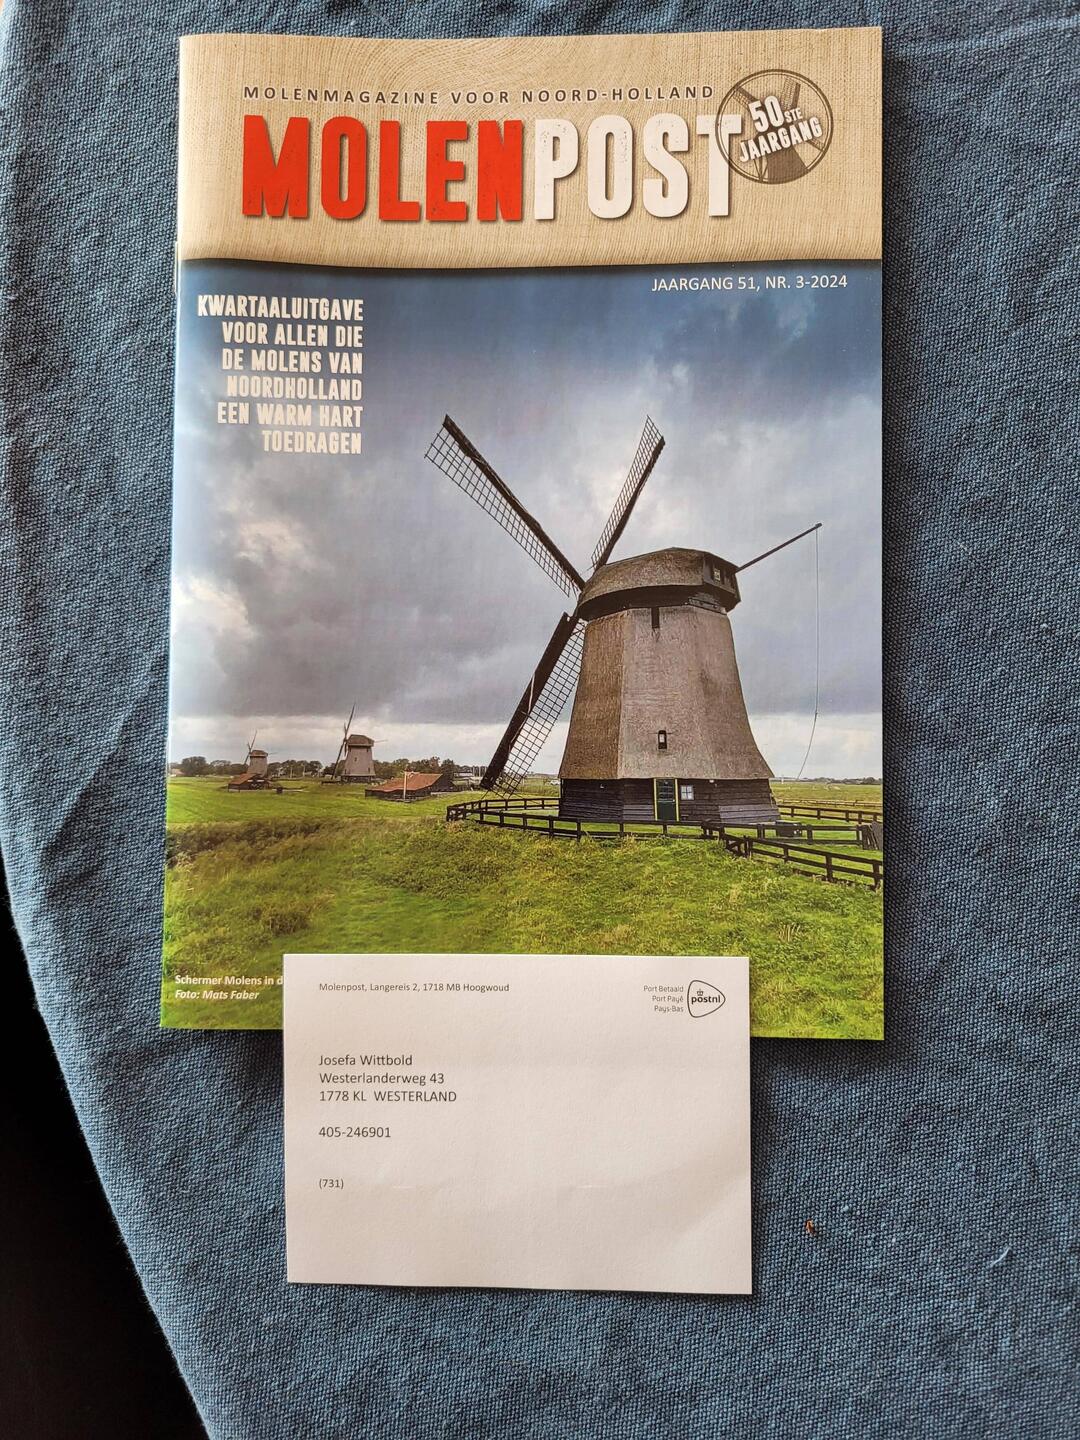 MOLENMAGAZINE VOOR NOORD-HOLLAND
MOLENPOST
50STE
JAARGANG
JAARGANG 51, NR. 3-2024
KWARTAALUITGAVE
VOOR ALLEN DIE
DE MOLENS VAN
NOORDHOLLAND
EEN WARM HART
TOEDRAGEN
Schermer Molens in d
Foto: Mats Faber
Molenpost, Langereis 2, 1718 MB Hoogwoud
Port Betaald
Port Payé
Pays-Bas
postnl
Josefa Wittbold
Westerlanderweg 43
1778 KL WESTERLAND
405-246901
(731)